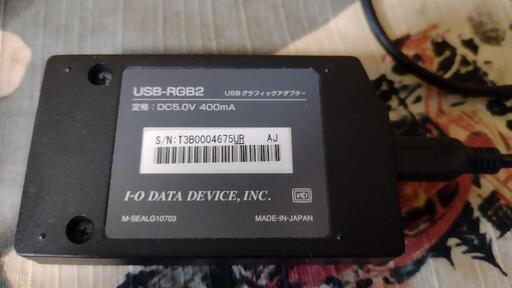 USB-RGB2 USBグラフィックアダプター
定格：DC5.0V 400mA
S/N:T3B0004675UR AJ
I-O DATA DEVICE, INC.
M-SEALG10703 MADE-IN-JAPAN